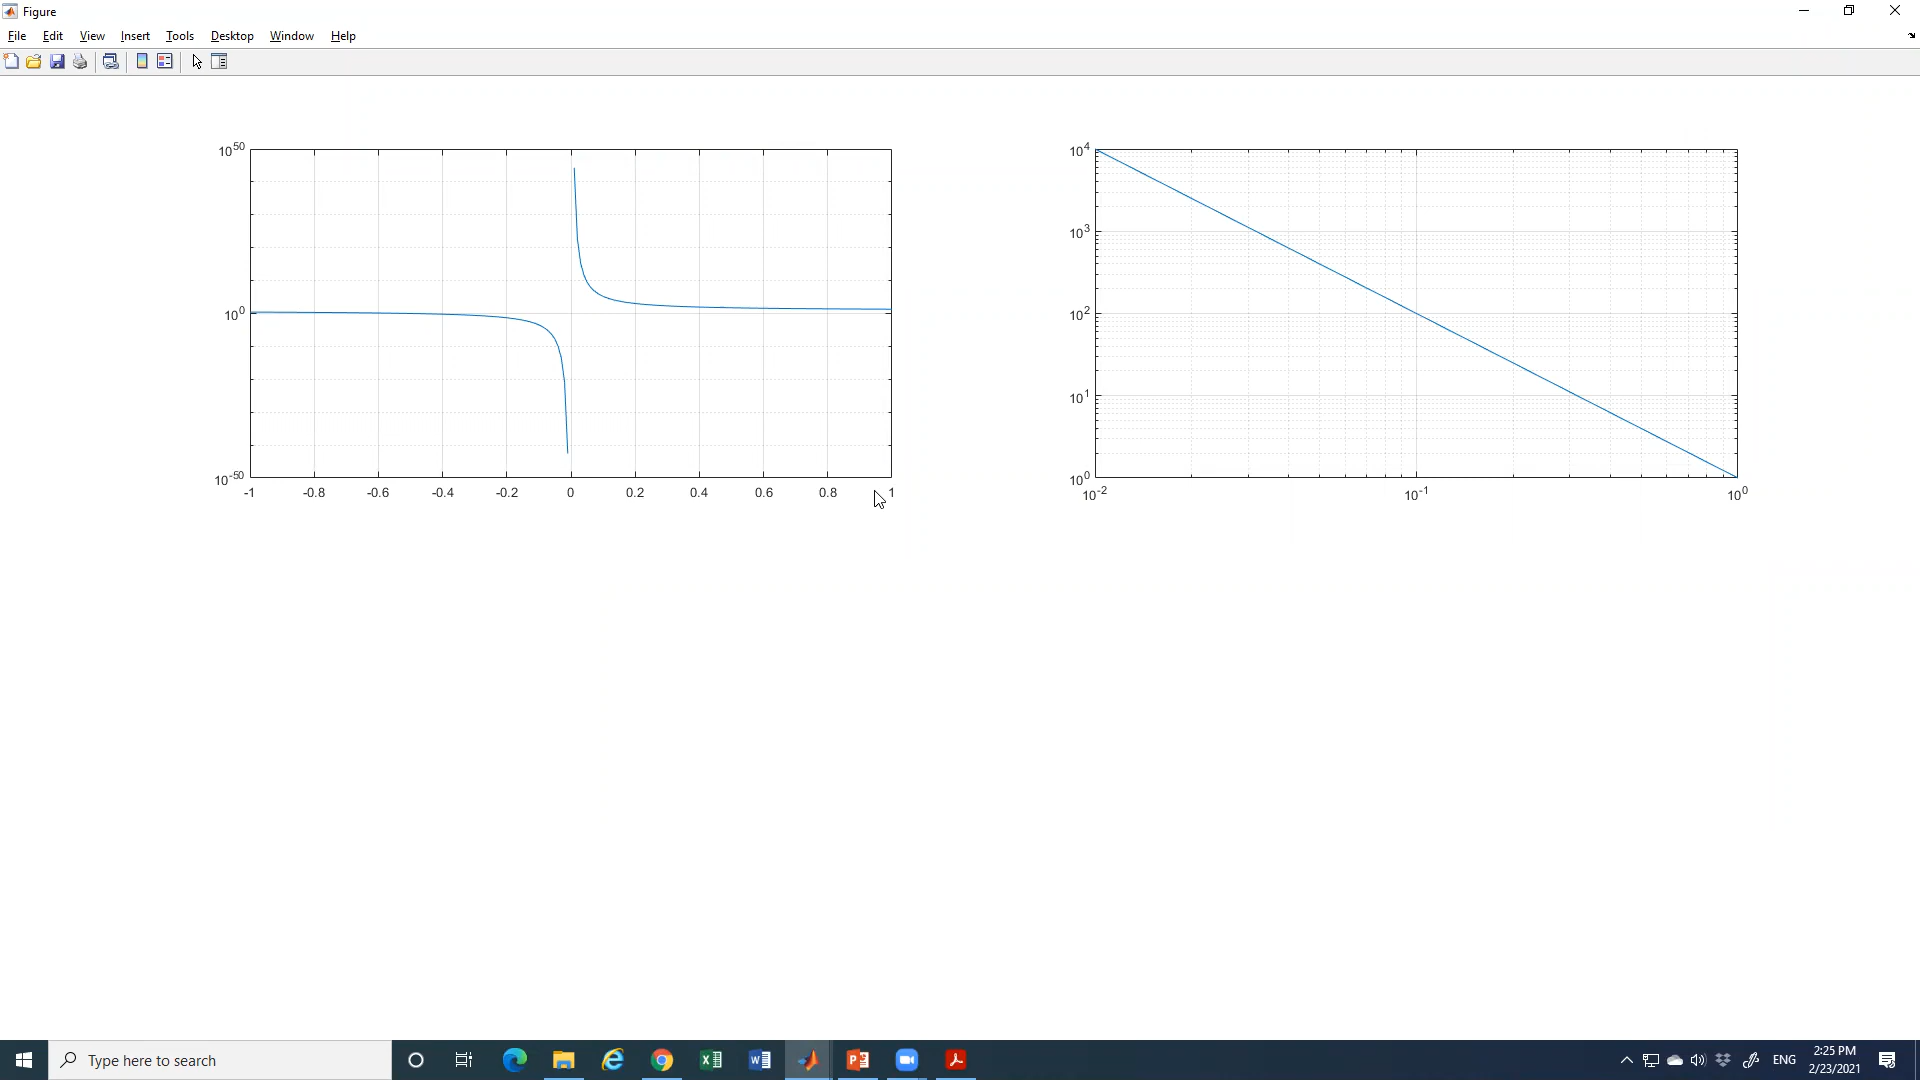 Figure
File Edit View Insert Tools Desktop Window Help
10^50
10^0
10^-50
-1 -0.8 -0.6 -0.4 -0.2 0 0.2 0.4 0.6 0.8 1
10^4
10^3
10^2
10^1
10^0
10^-2 10^-1 10^0
Type here to search
ENG
2:25 PM
2/23/2021